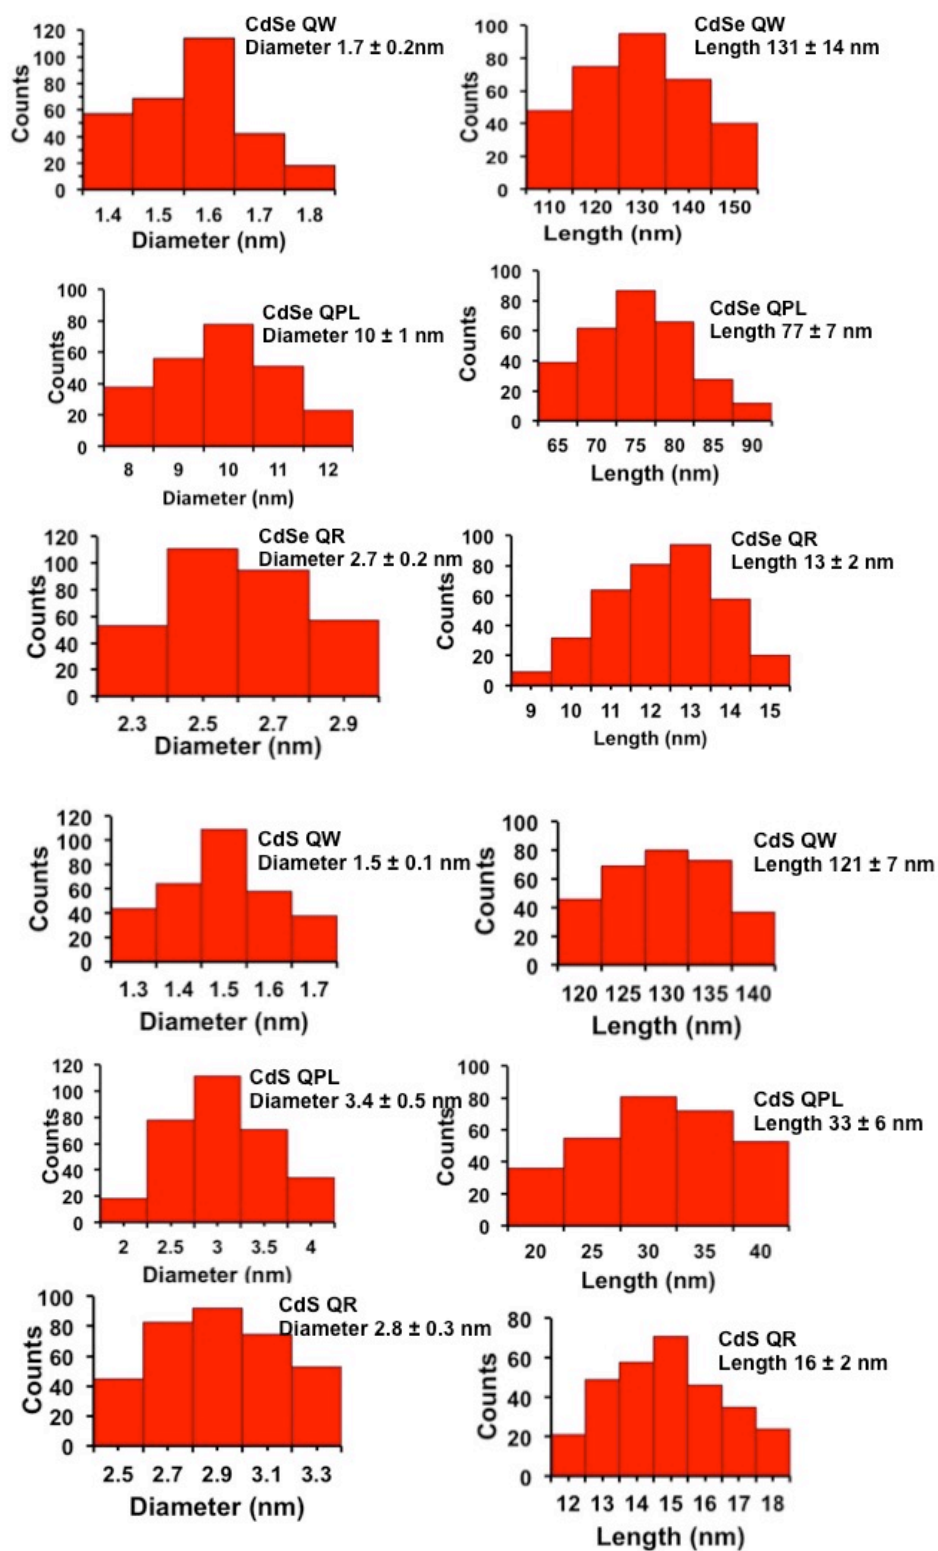 CdSe QW
Diameter 1.7 ± 0.2nm
Counts
120
100
80
60
40
20
0
1.4 1.5 1.6 1.7 1.8
Diameter (nm)
CdSe QW
Length 131 ± 14 nm
Counts
100
80
60
40
20
0
110 120 130 140 150
Length (nm)
CdSe QPL
Diameter 10 ± 1 nm
Counts
100
80
60
40
20
0
8 9 10 11 12
Diameter (nm)
CdSe QPL
Length 77 ± 7 nm
Counts
100
80
60
40
20
0
65 70 75 80 85 90
Length (nm)
CdSe QR
Diameter 2.7 ± 0.2 nm
Counts
120
100
80
60
40
20
0
2.3 2.5 2.7 2.9
Diameter (nm)
CdSe QR
Length 13 ± 2 nm
Counts
100
80
60
40
20
0
9 10 11 12 13 14 15
Length (nm)
CdS QW
Diameter 1.5 ± 0.1 nm
Counts
120
100
80
60
40
20
0
1.3 1.4 1.5 1.6 1.7
Diameter (nm)
CdS QW
Length 121 ± 7 nm
Counts
100
80
60
40
20
0
120 125 130 135 140
Length (nm)
CdS QPL
Diameter 3.4 ± 0.5 nm
Counts
120
100
80
60
40
20
0
2 2.5 3 3.5 4
Diameter (nm)
CdS QPL
Length 33 ± 6 nm
Counts
100
80
60
40
20
0
20 25 30 35 40
Length (nm)
CdS QR
Diameter 2.8 ± 0.3 nm
Counts
100
80
60
40
20
0
2.5 2.7 2.9 3.1 3.3
Diameter (nm)
CdS QR
Length 16 ± 2 nm
Counts
80
60
40
20
0
12 13 14 15 16 17 18
Length (nm)